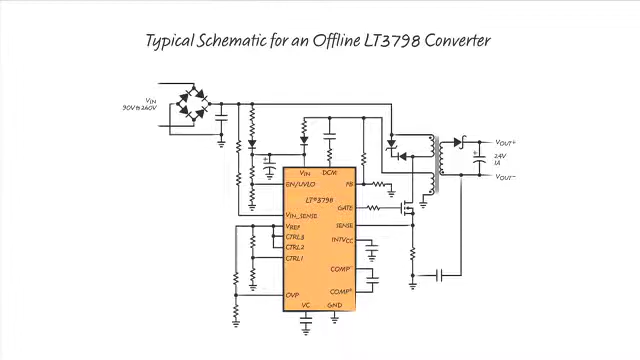 Typical Schematic for an Offline LT3798 Converter
VIN
90V to 260V
VIN
DCM
EN/UVLO
FB
LT®3798
GATE
VIN_SENSE
VREF
SENSE
CTRL3
INTVCC
CTRL2
CTRL1
COMP−
OVP
COMP+
VC
GND
VOUT+
24V
1A
VOUT−